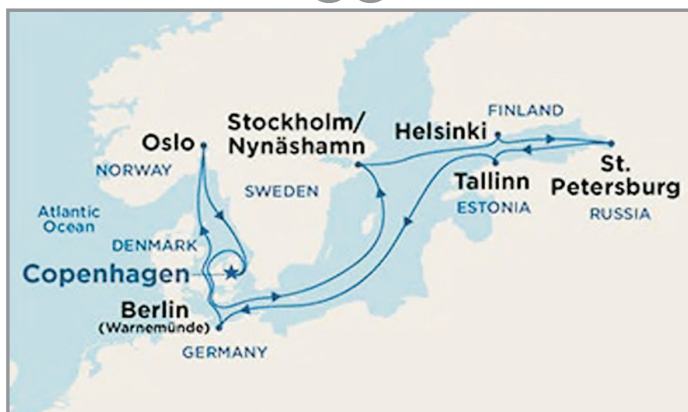 FINLAND
Stockholm/
Nynäshamn
Helsinki
Oslo
NORWAY
SWEDEN
Tallinn
ESTONIA
St.
Petersburg
RUSSIA
Atlantic
Ocean
DENMARK
Copenhagen
Berlin
(Warnemünde)
GERMANY